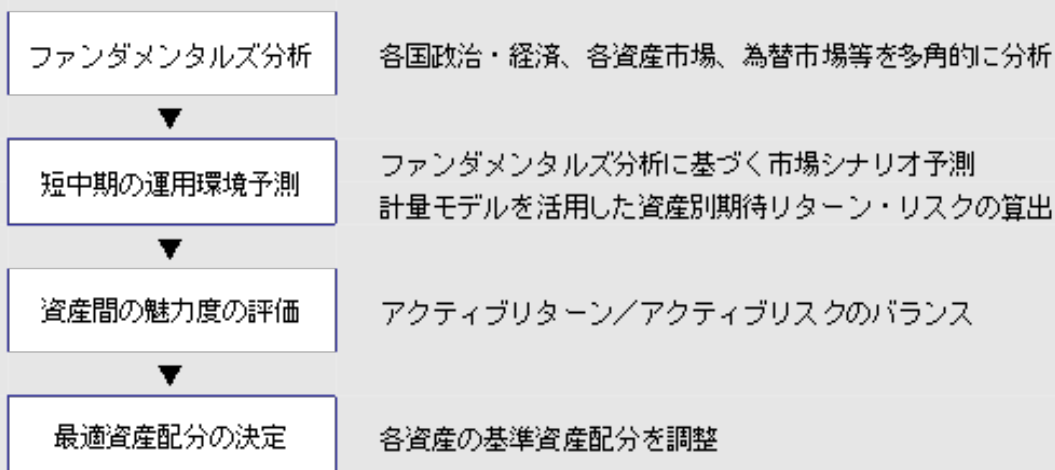 ファンダメンタルズ分析
各国政治・経済、各資産市場、為替市場等を多角的に分析
▼
短中期の運用環境予測
ファンダメンタルズ分析に基づく市場シナリオ予測
計量モデルを活用した資産別期待リターン・リスクの算出
▼
資産間の魅力度の評価
アクティブリターン／アクティブリスクのバランス
▼
最適資産配分の決定
各資産の基準資産配分を調整